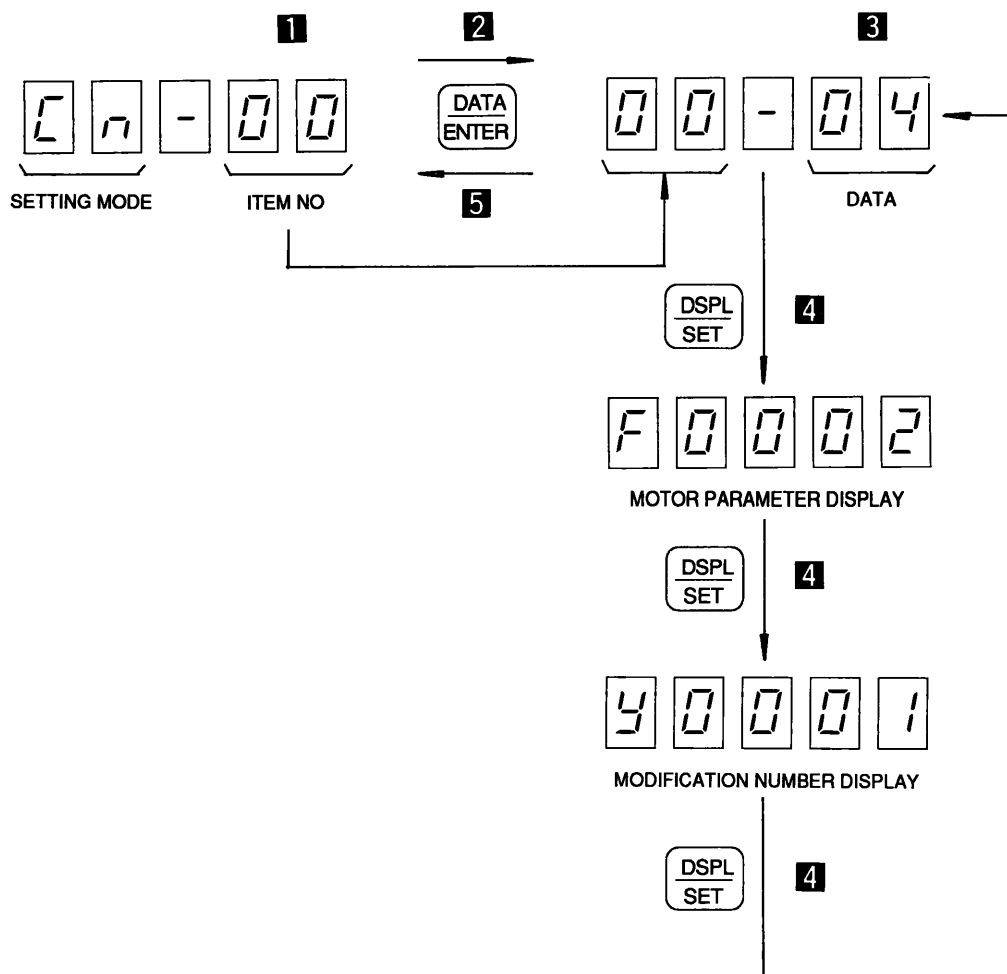 1 2 3
Cn-00
DATA
ENTER
00-04
SETTING MODE
ITEM NO
5
DATA
DSPL
SET
4
F0002
MOTOR PARAMETER DISPLAY
DSPL
SET
4
y0001
MODIFICATION NUMBER DISPLAY
DSPL
SET
4